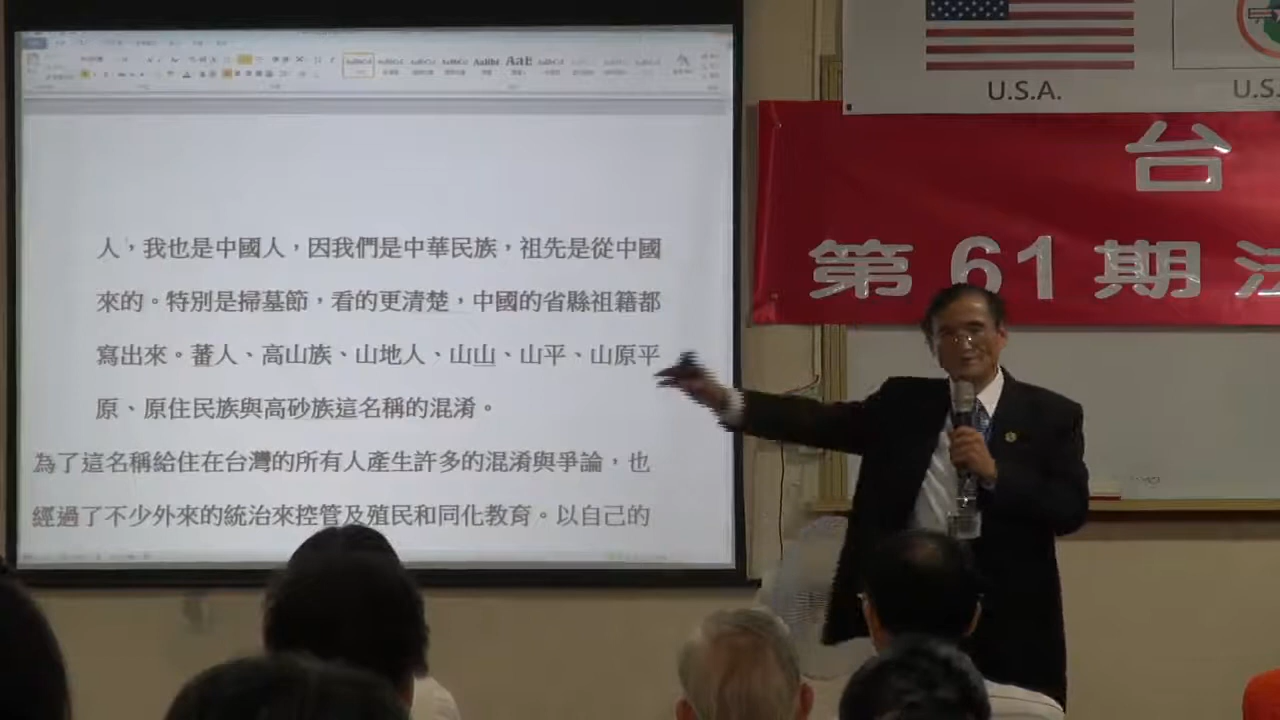 人，我也是中國人，因我們是中華民族，祖先是從中國
來的。特別是掃墓節，看的更清楚，中國的省縣祖籍都
寫出來。蕃人、高山族、山地人、山山、山平、山原平
原、原住民族與高砂族這名稱的混淆。
為了這名稱給住在台灣的所有人產生許多的混淆與爭論，也
經過了不少外來的統治來控管及殖民和同化教育。以自己的
U.S.A.
U.S.
台
第61期法